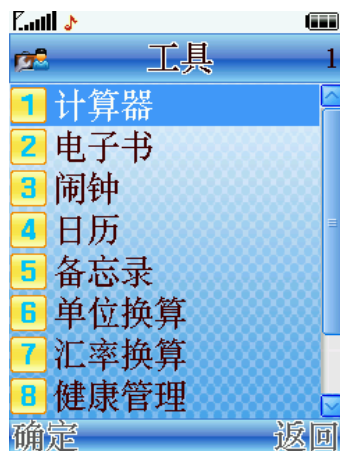 工具 1
1 计算器
2 电子书
3 闹钟
4 日历
5 备忘录
6 单位换算
7 汇率换算
8 健康管理
确定 返回